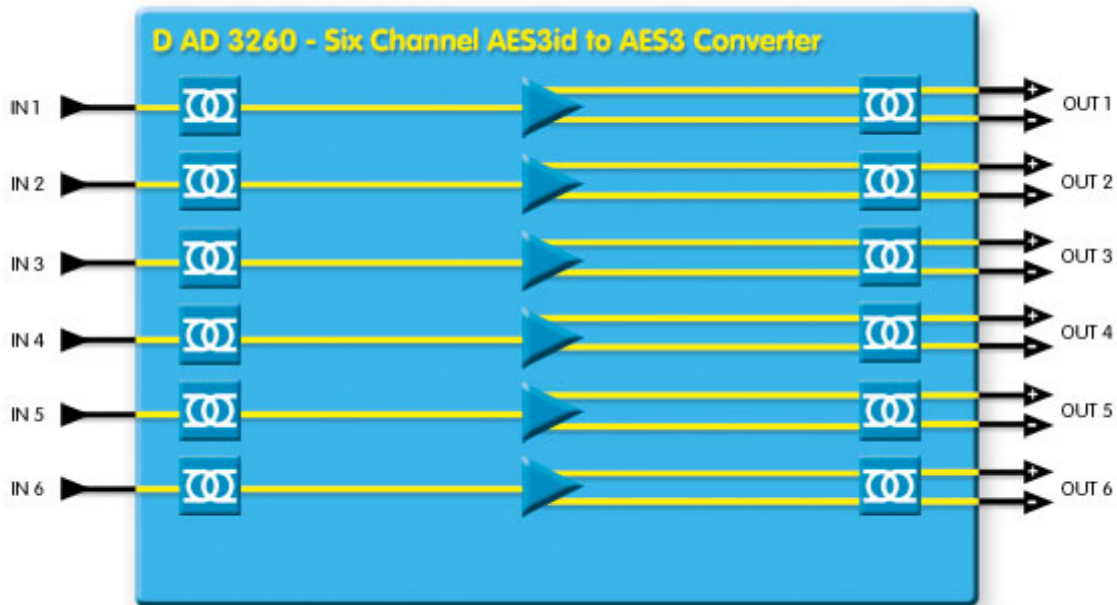 D AD 3260 - Six Channel AES3id to AES3 Converter
IN 1
+
-
OUT 1
IN 2
+
-
OUT 2
IN 3
+
-
OUT 3
IN 4
+
-
OUT 4
IN 5
+
-
OUT 5
IN 6
+
-
OUT 6